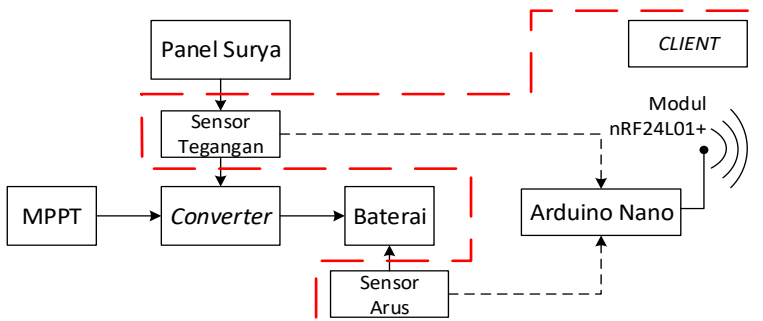 Panel Surya
CLIENT
Sensor
Tegangan
Modul
nRF24L01+
MPPT
Converter
Baterai
Arduino Nano
Sensor
Arus